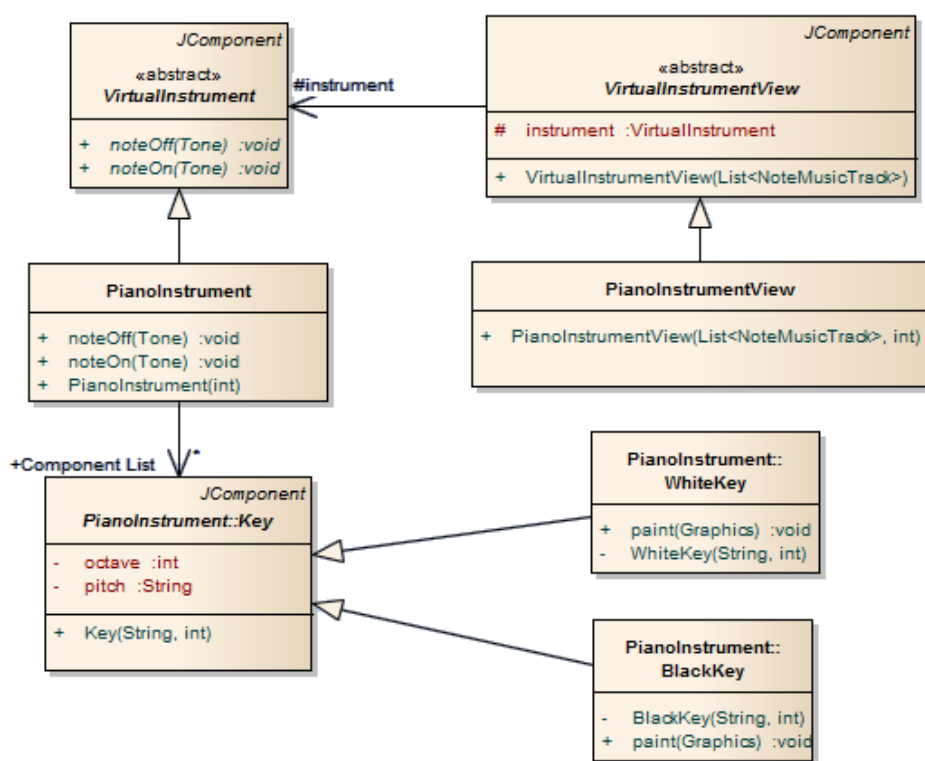 JComponent
«abstract»
VirtualInstrument
+ noteOff(Tone) :void
+ noteOn(Tone) :void
#instrument
JComponent
«abstract»
VirtualInstrumentView
# instrument :VirtualInstrument
+ VirtualInstrumentView(List<NoteMusicTrack>)
PianoInstrument
+ noteOff(Tone) :void
+ noteOn(Tone) :void
+ PianoInstrument(int)
PianoInstrumentView
+ PianoInstrumentView(List<NoteMusicTrack>, int)
+Component List
*
JComponent
PianoInstrument::Key
- octave :int
- pitch :String
+ Key(String, int)
PianoInstrument::
WhiteKey
+ paint(Graphics) :void
- WhiteKey(String, int)
PianoInstrument::
BlackKey
- BlackKey(String, int)
+ paint(Graphics) :void